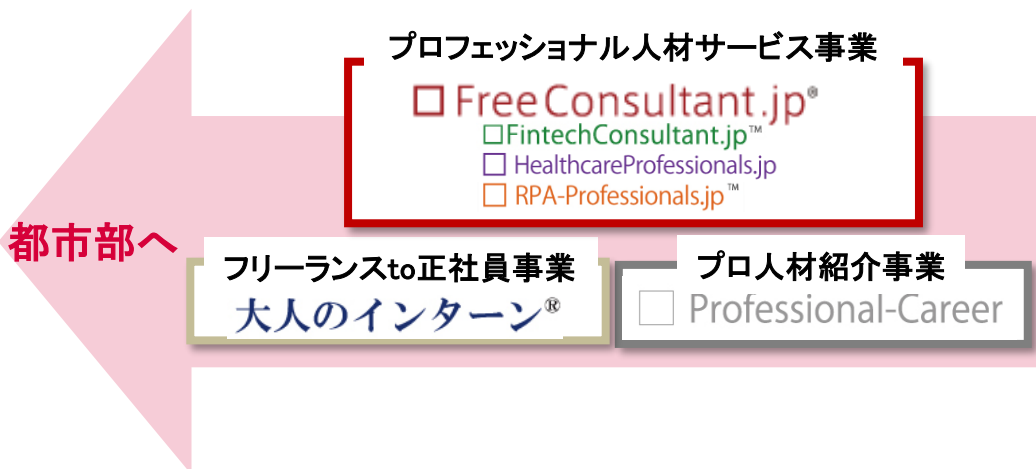 プロフェッショナル人材サービス事業
FreeConsultant.jp®
FintechConsultant.jp™
HealthcareProfessionals.jp
RPA-Professionals.jp™
都市部へ
フリーランスto正社員事業
大人のインターン®
プロ人材紹介事業
Professional-Career